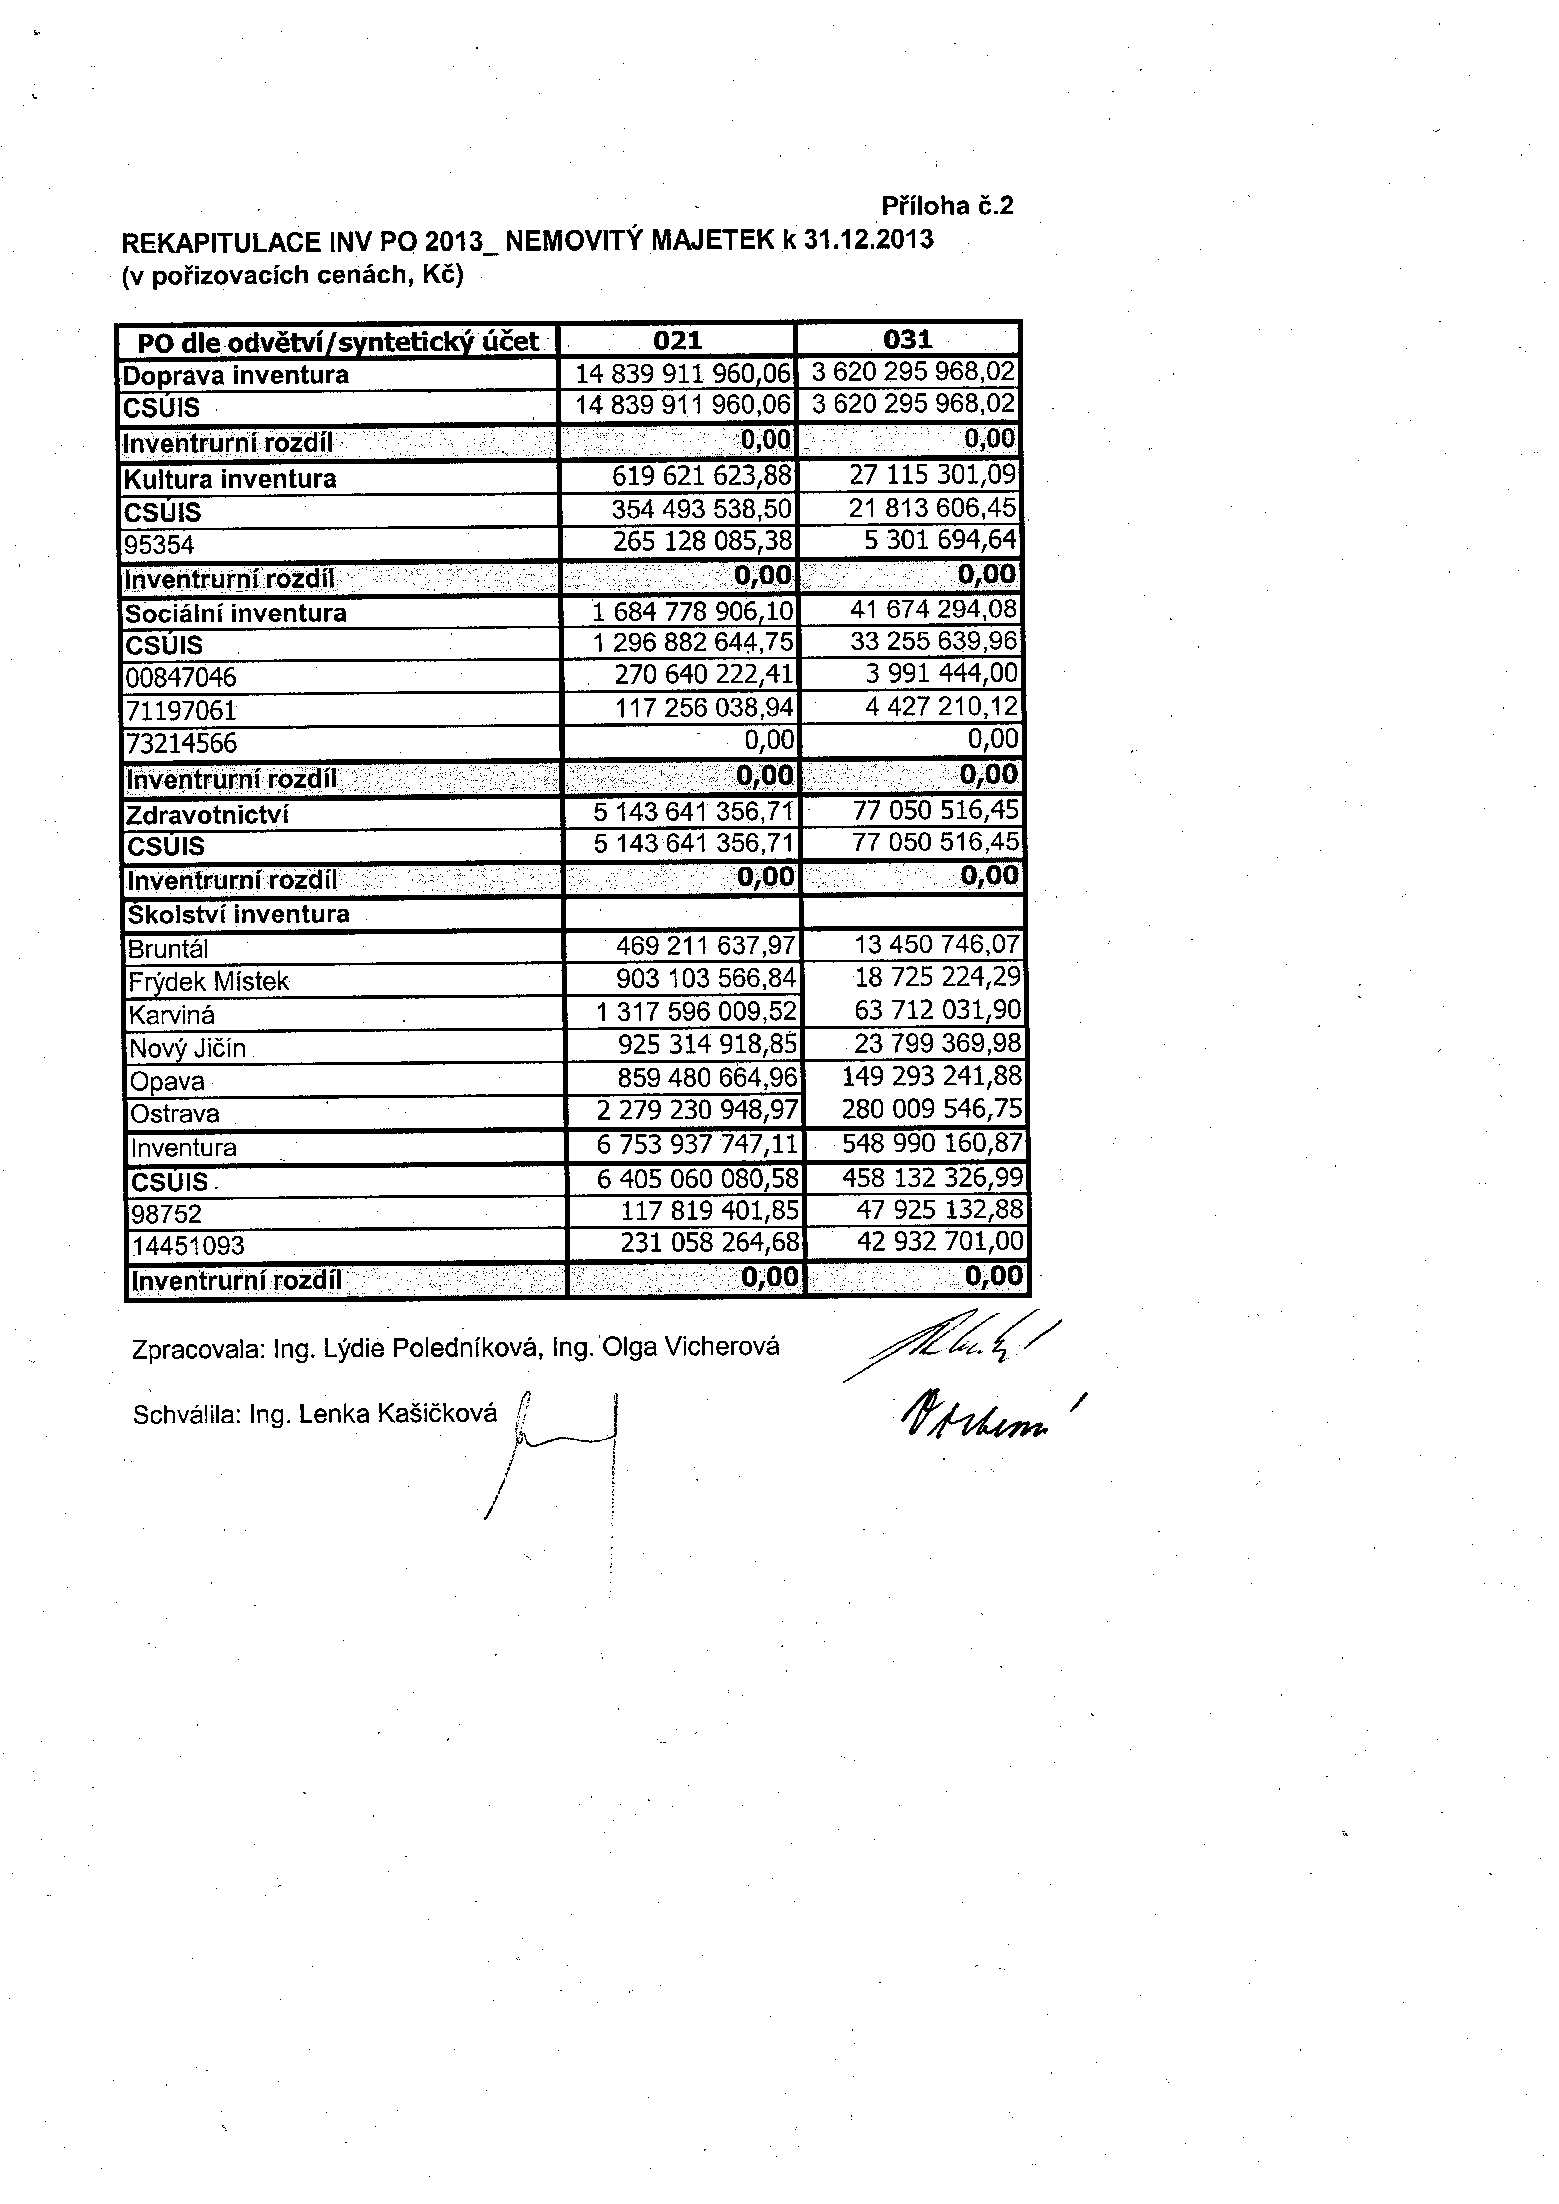 Příloha č.2
REKAPITULACE INV PO 2013_ NEMOVITÝ MAJETEK k 31.12.2013
(v pořizovacích cenách, Kč)
PO dle odvětví/syntetický účet 021 031
Doprava inventura 14 839 911 960,06 3 620 295 968,02
CSÚIS 14 839 911 960,06 3 620 295 968,02
Inventrurní rozdíl 0,00 0,00
Kultura inventura 619 621 623,88 27 115 301,09
CSÚIS 354 493 538,50 21 813 606,45
95354 265 128 085,38 5 301 694,64
Inventrurní rozdíl 0,00 0,00
Sociální inventura 1 684 778 906,10 41 674 294,08
CSÚIS 1 296 882 644,75 33 255 639,96
00847046 270 640 222,41 3 991 444,00
71197061 117 256 038,94 4 427 210,12
73214566 0,00 0,00
Inventrurní rozdíl 0,00 0,00
Zdravotnictví 5 143 641 356,71 77 050 516,45
CSÚIS 5 143 641 356,71 77 050 516,45
Inventrurní rozdíl 0,00 0,00
Školství inventura
Bruntál 469 211 637,97 13 450 746,07
Frýdek Místek 903 103 566,84 18 725 224,29
Karviná 1 317 596 009,52 63 712 031,90
Nový Jičín 925 314 918,85 23 799 369,98
Opava 859 480 664,96 149 293 241,88
Ostrava 2 279 230 948,97 280 009 546,75
Inventura 6 753 937 747,11 548 990 160,87
CSÚIS 6 405 060 080,58 458 132 326,99
98752 117 819 401,85 47 925 132,88
14451093 231 058 264,68 42 932 701,00
Inventrurní rozdíl 0,00 0,00
Zpracovala: Ing. Lýdie Poledníková, Ing. Olga Vicherová
Schválila: Ing. Lenka Kašičková